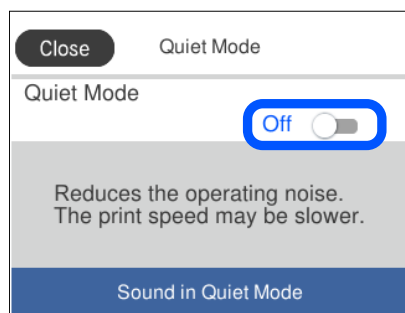 Close Quiet Mode
Quiet Mode
Off
Reduces the operating noise.
The print speed may be slower.
Sound in Quiet Mode